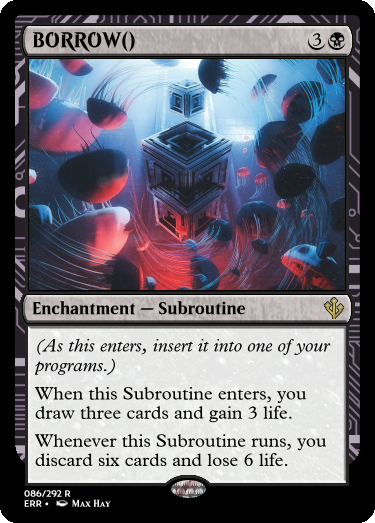 BORROW() 3
Enchantment — Subroutine
(As this enters, insert it into one of your
programs.)
When this Subroutine enters, you
draw three cards and gain 3 life.
Whenever this Subroutine runs, you
discard six cards and lose 6 life.
086/292 R
ERR • Max Hay